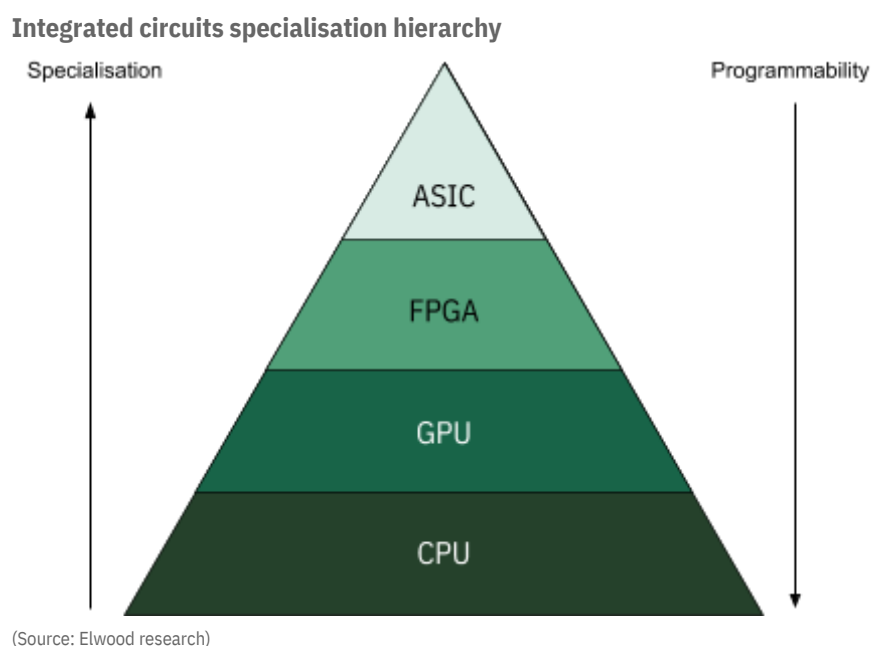 Integrated circuits specialisation hierarchy
Specialisation
Programmability
ASIC
FPGA
GPU
CPU
(Source: Elwood research)